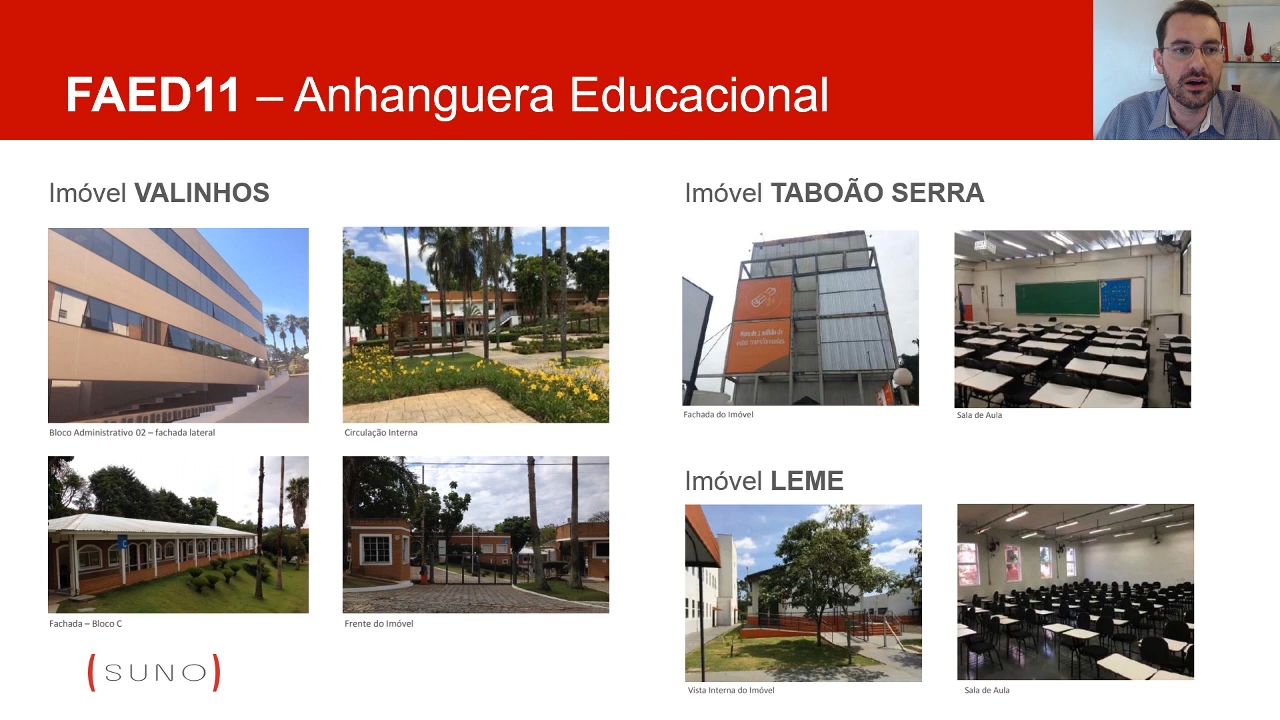 FAED11 – Anhanguera Educacional
Imóvel VALINHOS
Bloco Administrativo 02 – fachada lateral
Circulação Interna
Fachada – Bloco C
Frente do Imóvel
Imóvel TABOÃO SERRA
Fachada do Imóvel
Sala de Aula
Imóvel LEME
Vista Interna do Imóvel
Sala de Aula
(SUNO)